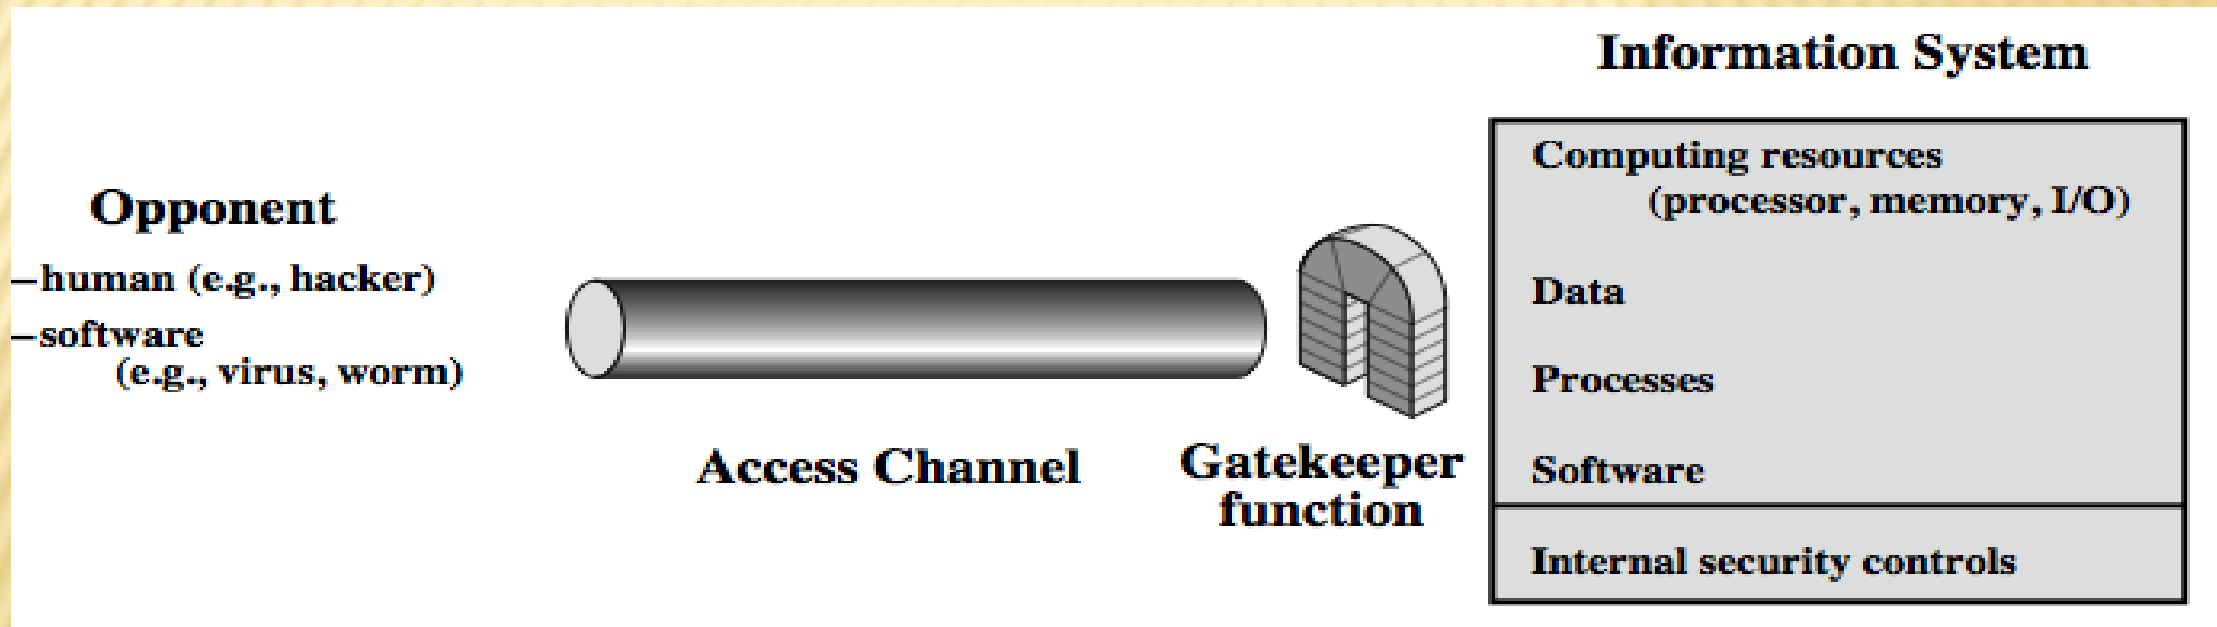 Opponent
–human (e.g., hacker)
–software
(e.g., virus, worm)
Access Channel
Gatekeeper
function
Information System
Computing resources
(processor, memory, I/O)
Data
Processes
Software
Internal security controls